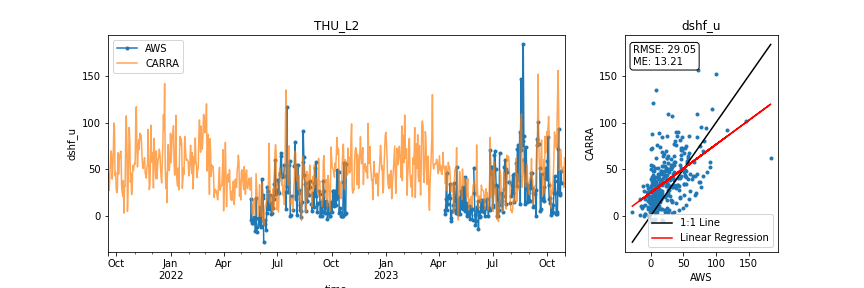 THU_L2
dshf_u
AWS
CARRA
dshf_u
150
100
50
0
Oct
Jan
2022
Apr
Jul
Oct
Jan
2023
Apr
Jul
Oct
time
RMSE: 29.05
ME: 13.21
CARRA
150
100
50
0
1:1 Line
Linear Regression
0
50
100
150
AWS